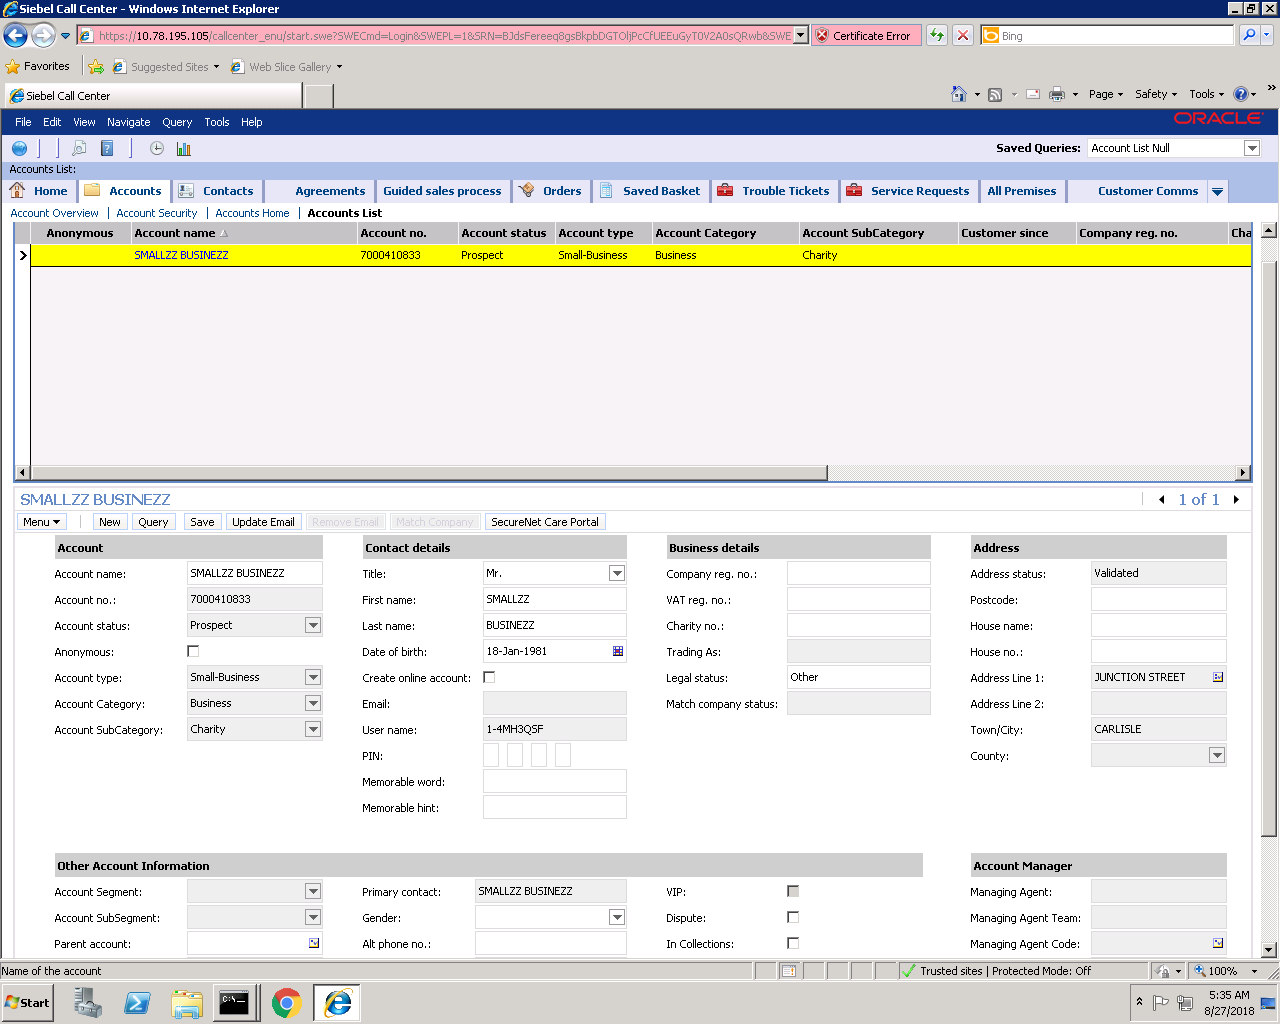 Siebel Call Center - Windows Internet Explorer
https://10.78.195.105/callcenter_enu/start.swe?SWECmd=Login&SWEPL=1&SRN= Certificate Error Bing
Favorites Suggested Sites Web Slice Gallery
Siebel Call Center Page Safety Tools
File Edit View Navigate Query Tools Help ORACLE
Saved Queries: Account List Null
Accounts List:
Home Accounts Contacts Agreements Guided sales process Orders Saved Basket Trouble Tickets Service Requests All Premises Customer Comms
Account Overview | Account Security | Accounts Home | Accounts List
Anonymous Account name Account no. Account status Account type Account Category Account SubCategory Customer since Company reg. no. Cha
SMALLZZ BUSINEZZ 7000410833 Prospect Small-Business Business Charity
SMALLZZ BUSINEZZ 1 of 1
Menu New Query Save Update Email Remove Email Match Company SecureNet Care Portal
Account Contact details Business details Address
Account name: SMALLZZ BUSINEZZ Title: Mr. Company reg. no.: Address status: Validated
Account no.: 7000410833 First name: SMALLZZ VAT reg. no.: Postcode:
Account status: Prospect Last name: BUSINEZZ Charity no.: House name:
Anonymous: Date of birth: 18-Jan-1981 Trading As: House no.:
Account type: Small-Business Create online account: Legal status: Other Address Line 1: JUNCTION STREET
Account Category: Business Email: Match company status: Address Line 2:
Account SubCategory: Charity User name: 1-4MH3QSF Town/City: CARLISLE
PIN: County:
Memorable word:
Memorable hint:
Other Account Information Account Manager
Account Segment: Primary contact: SMALLZZ BUSINEZZ VIP: Managing Agent:
Account SubSegment: Gender: Dispute: Managing Agent Team:
Parent account: Alt phone no.: In Collections: Managing Agent Code:
Name of the account Trusted sites | Protected Mode: Off 100%
Start 5:35 AM
8/27/2018